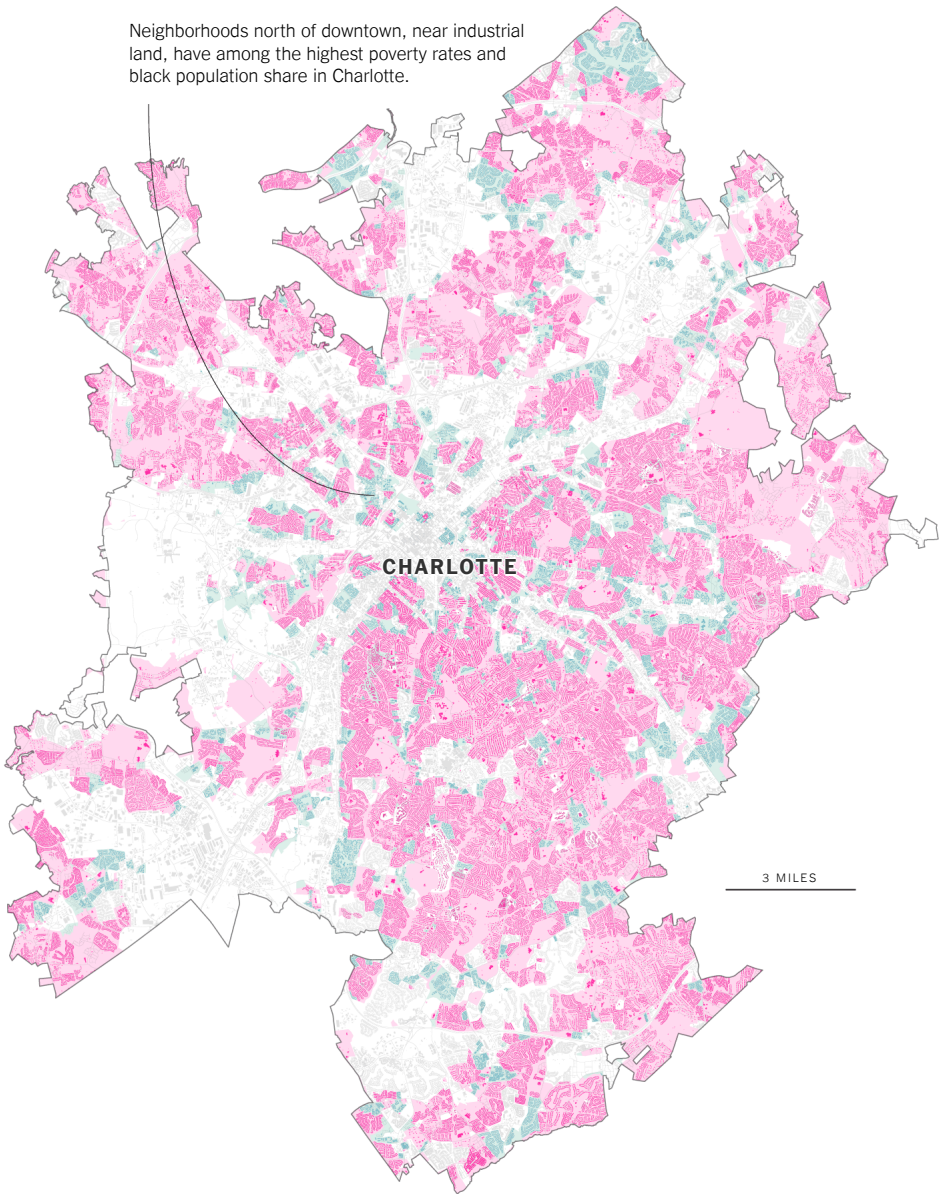 Neighborhoods north of downtown, near industrial
land, have among the highest poverty rates and
black population share in Charlotte.
CHARLOTTE
3 MILES